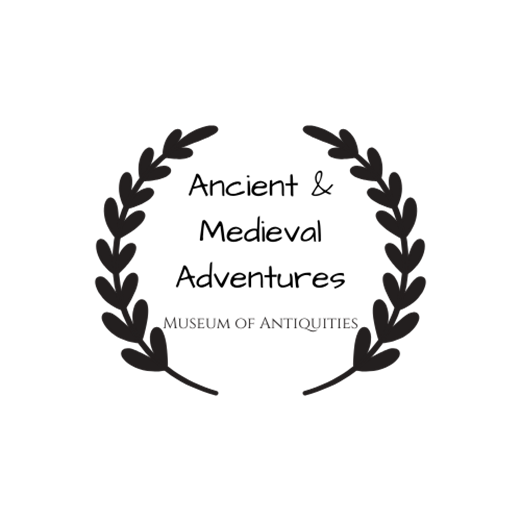 Ancient &
Medieval
Adventures
Museum of Antiquities